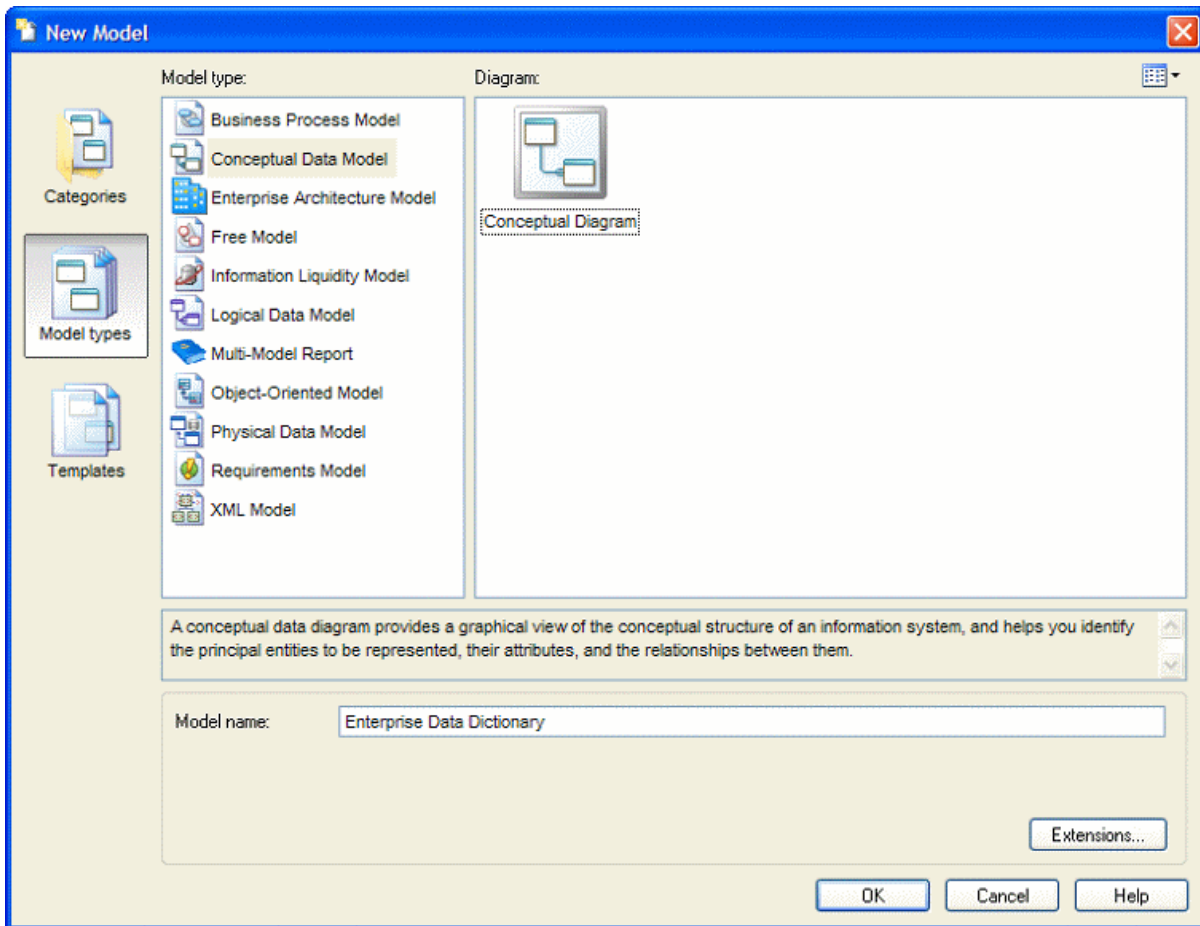 New Model
Model type:
Diagram:
Categories
Model types
Templates
Business Process Model
Conceptual Data Model
Enterprise Architecture Model
Free Model
Information Liquidity Model
Logical Data Model
Multi-Model Report
Object-Oriented Model
Physical Data Model
Requirements Model
XML Model
Conceptual Diagram
A conceptual data diagram provides a graphical view of the conceptual structure of an information system, and helps you identify
the principal entities to be represented, their attributes, and the relationships between them.
Model name:
Enterprise Data Dictionary
Extensions...
OK
Cancel
Help